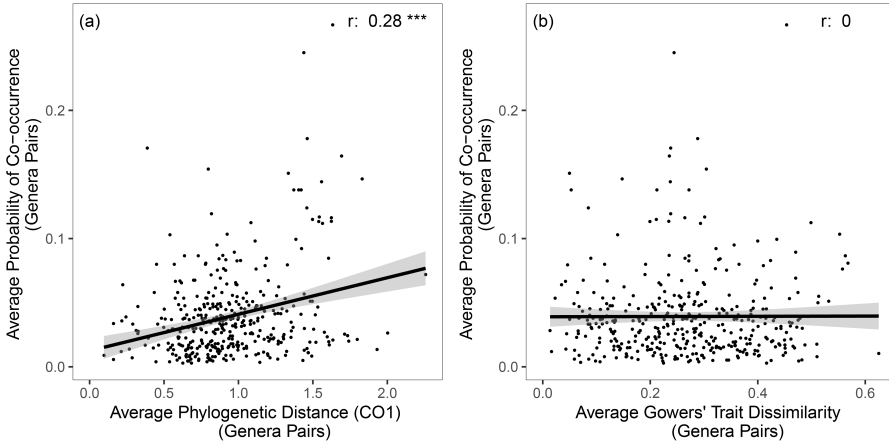 (a)
r: 0.28 ***
Average Probability of Co−occurrence
(Genera Pairs)
0.2
0.1
0.0
0.0
0.5
1.0
1.5
2.0
Average Phylogenetic Distance (CO1)
(Genera Pairs)
(b)
r: 0
Average Probability of Co−occurrence
(Genera Pairs)
0.2
0.1
0.0
0.0
0.2
0.4
0.6
Average Gowers' Trait Dissimilarity
(Genera Pairs)